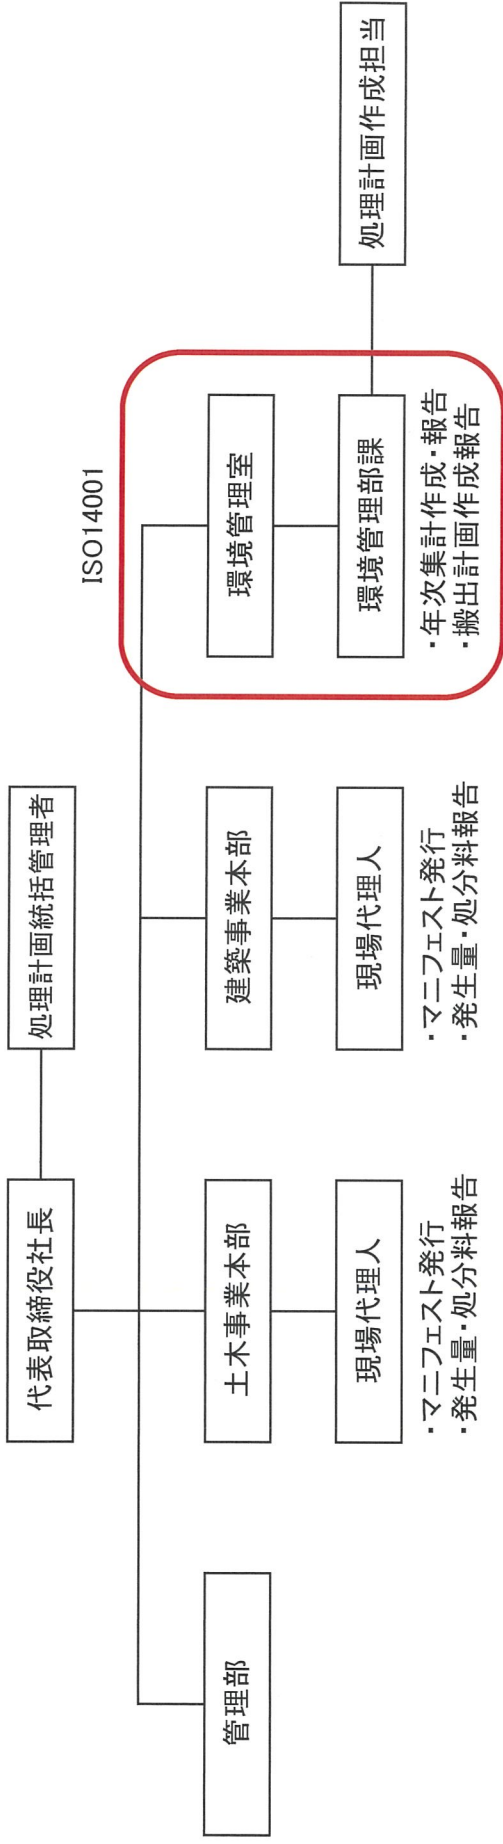 代表取締役社長
処理計画統括管理者
ISO14001
管理部
土木事業本部
建築事業本部
環境管理室
現場代理人
現場代理人
環境管理部課
処理計画作成担当
・マニフェスト発行
・発生量・処分料報告
・マニフェスト発行
・発生量・処分料報告
・年次集計作成・報告
・搬出計画作成報告